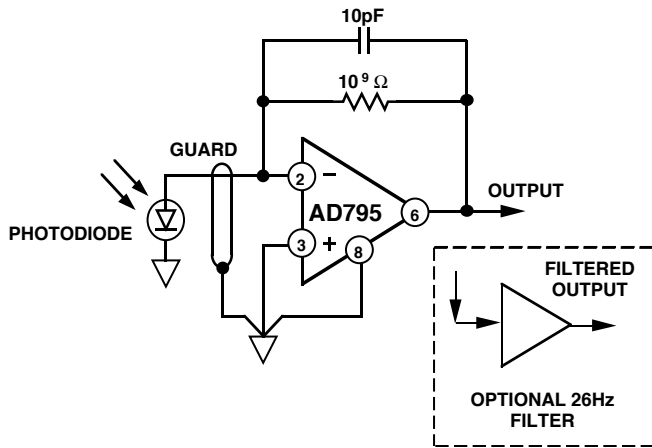 10pF
10⁹ Ω
GUARD
2
−
AD795
6
OUTPUT
3
+
8
PHOTODIODE
FILTERED
OUTPUT
OPTIONAL 26Hz
FILTER